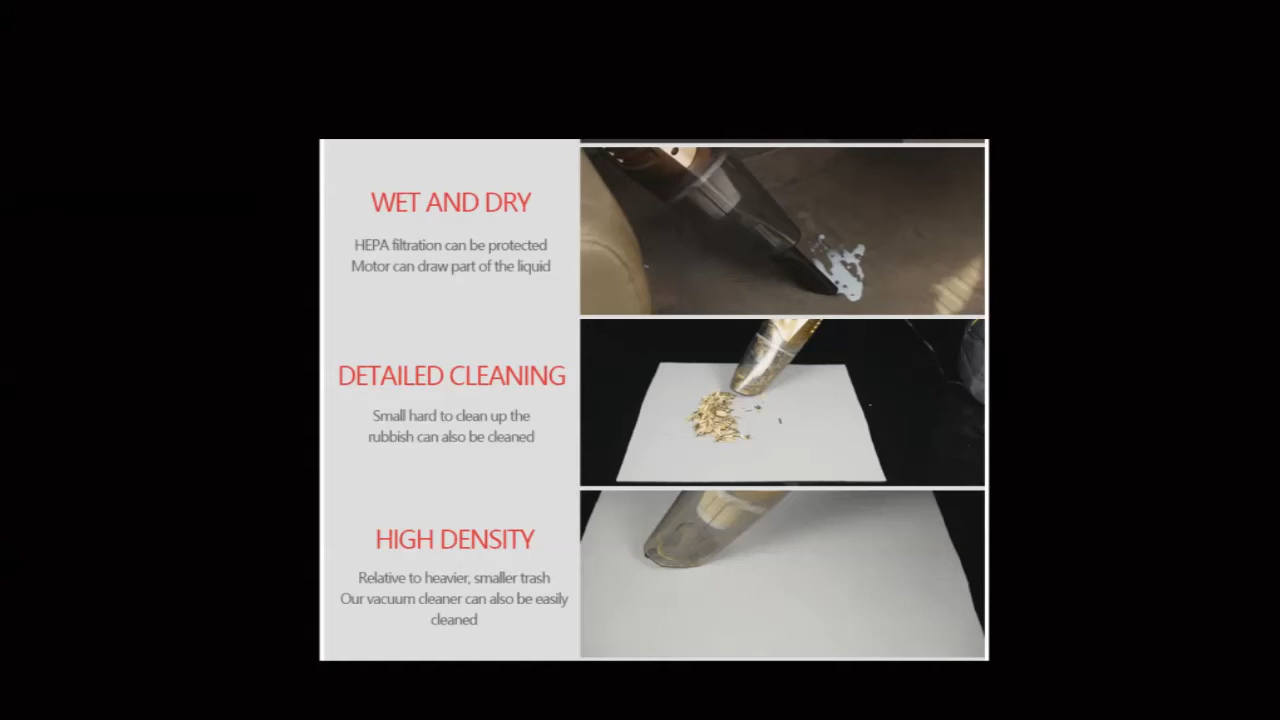 WET AND DRY
HEPA filtration can be protected
Motor can draw part of the liquid
DETAILED CLEANING
Small hard to clean up the
rubbish can also be cleaned
HIGH DENSITY
Relative to heavier, smaller trash
Our vacuum cleaner can also be easily
cleaned